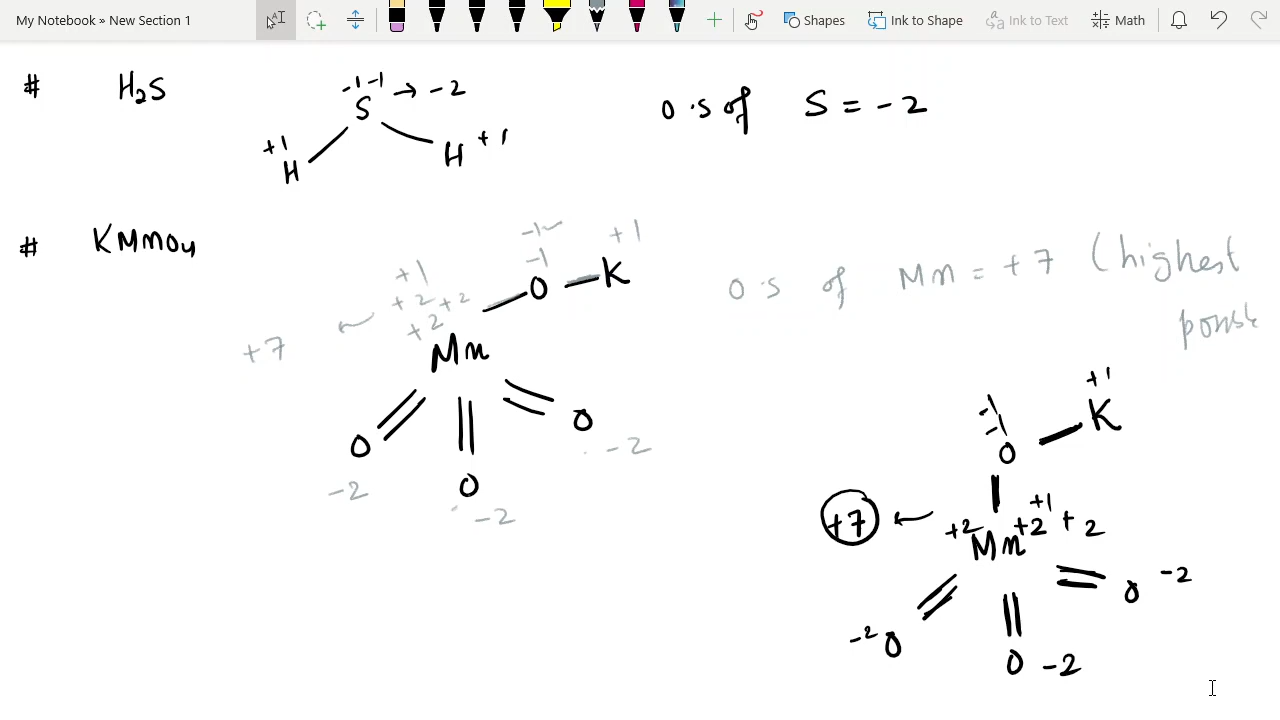 My Notebook » New Section 1
Shapes
Ink to Shape
Ink to Text
Math
# H₂S
-1 -1 → -2
S
+1
H
H +1
O.S of S = -2
# KMnO₄
-1
-1
+1
O K
+1
+2 +2
+2
← +7
Mn
O
-2
O
-2
O
-2
O.S of Mn = +7 (highest
+1
K
-1
-1
O
+7 ←
+2
Mn
+1
+2 +2
-2 O
O -2
O -2